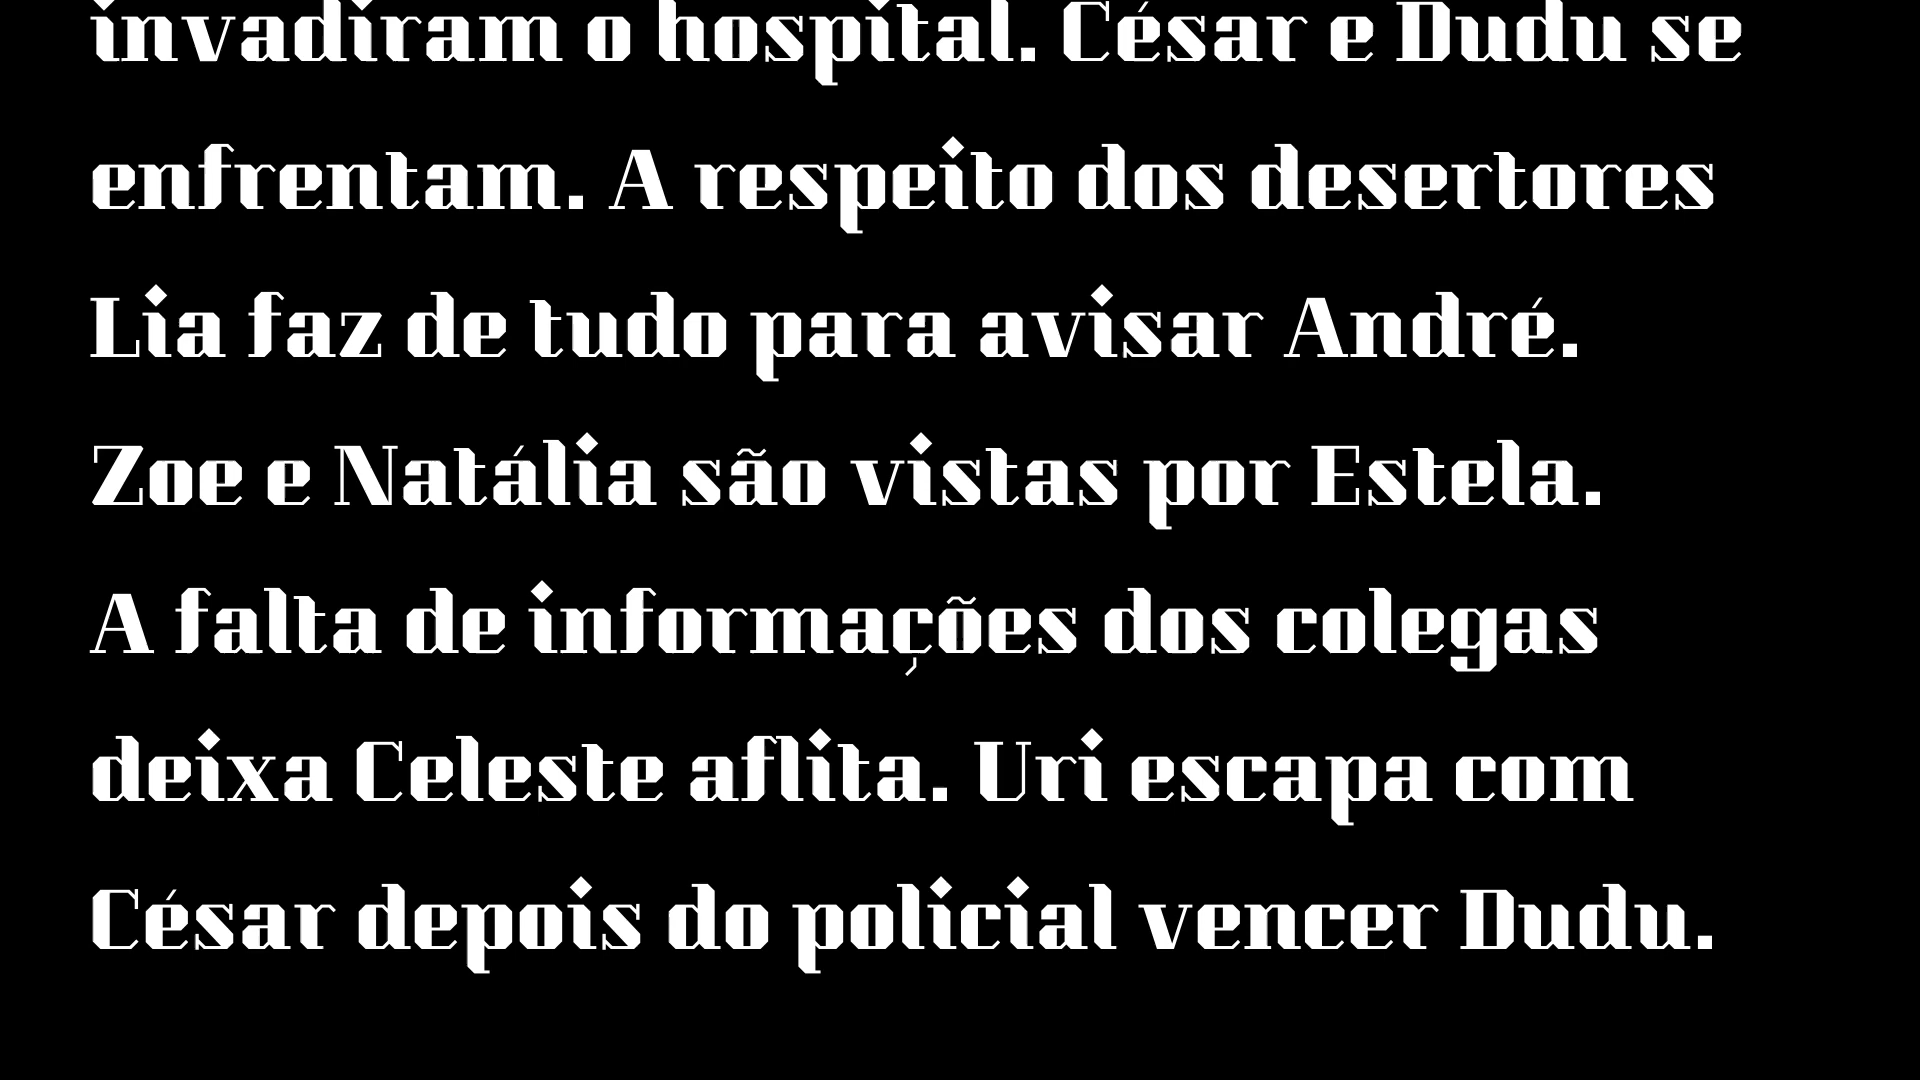 invadiram o hospital. César e Dudu se
enfrentam. A respeito dos desertores
Lia faz de tudo para avisar André.
Zoe e Natália são vistas por Estela.
A falta de informações dos colegas
deixa Celeste aflita. Uri escapa com
César depois do policial vencer Dudu.